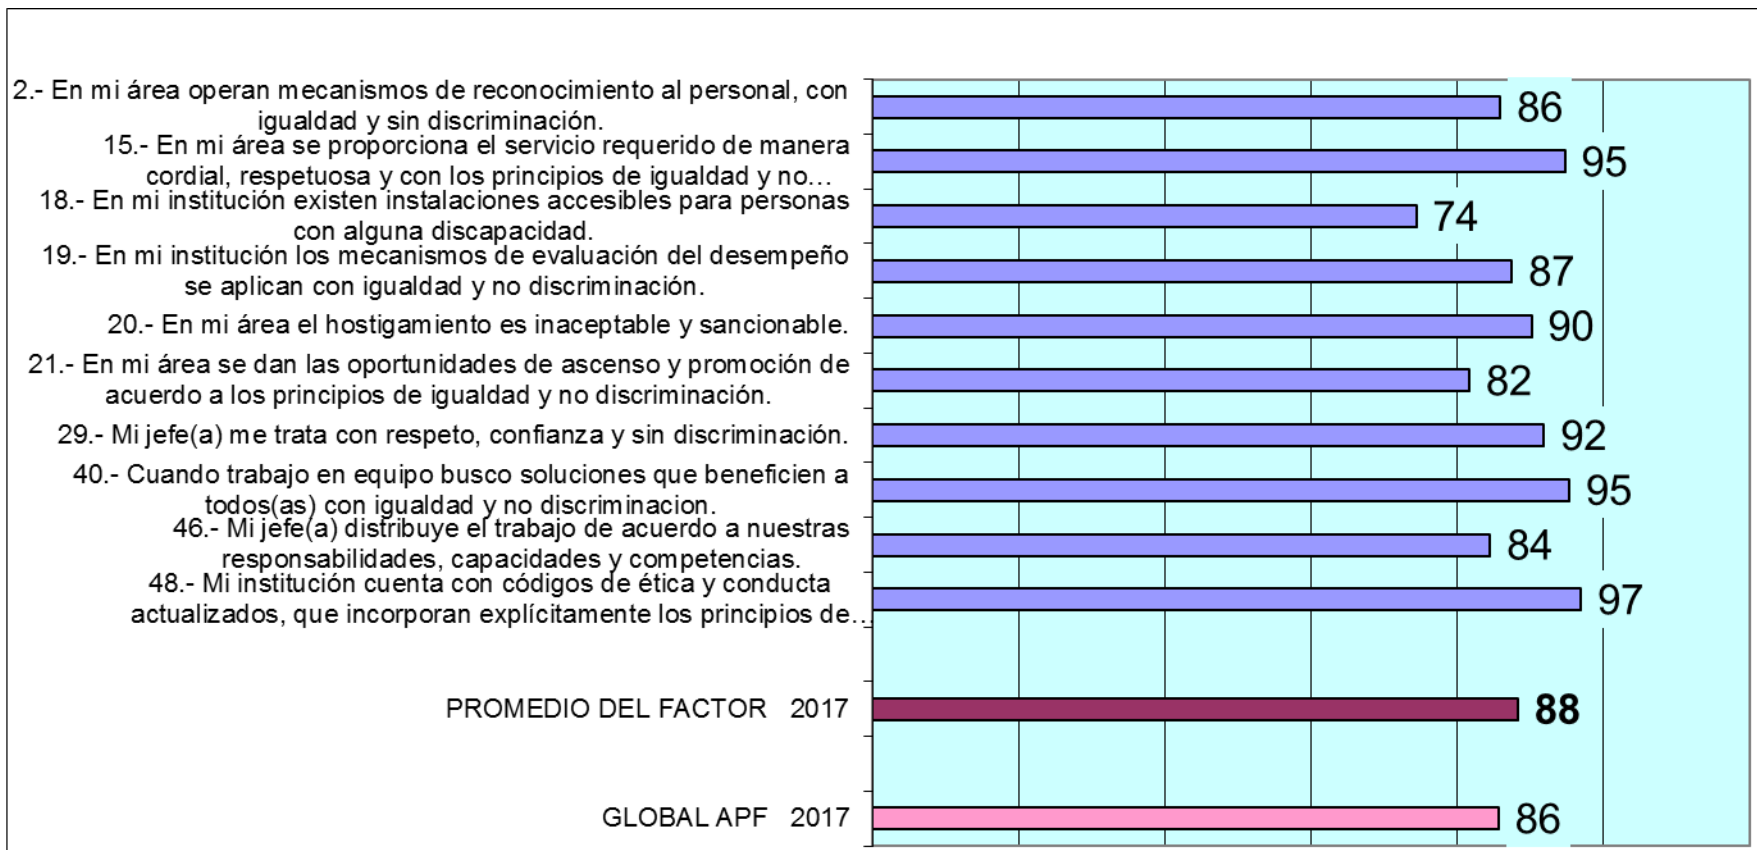 2.- En mi área operan mecanismos de reconocimiento al personal, con
igualdad y sin discriminación.
86
15.- En mi área se proporciona el servicio requerido de manera
cordial, respetuosa y con los principios de igualdad y no…
95
18.- En mi institución existen instalaciones accesibles para personas
con alguna discapacidad.
74
19.- En mi institución los mecanismos de evaluación del desempeño
se aplican con igualdad y no discriminación.
87
20.- En mi área el hostigamiento es inaceptable y sancionable.
90
21.- En mi área se dan las oportunidades de ascenso y promoción de
acuerdo a los principios de igualdad y no discriminación.
82
29.- Mi jefe(a) me trata con respeto, confianza y sin discriminación.
92
40.- Cuando trabajo en equipo busco soluciones que beneficien a
todos(as) con igualdad y no discriminacion.
95
46.- Mi jefe(a) distribuye el trabajo de acuerdo a nuestras
responsabilidades, capacidades y competencias.
84
48.- Mi institución cuenta con códigos de ética y conducta
actualizados, que incorporan explícitamente los principios de…
97
PROMEDIO DEL FACTOR 2017
88
GLOBAL APF 2017
86